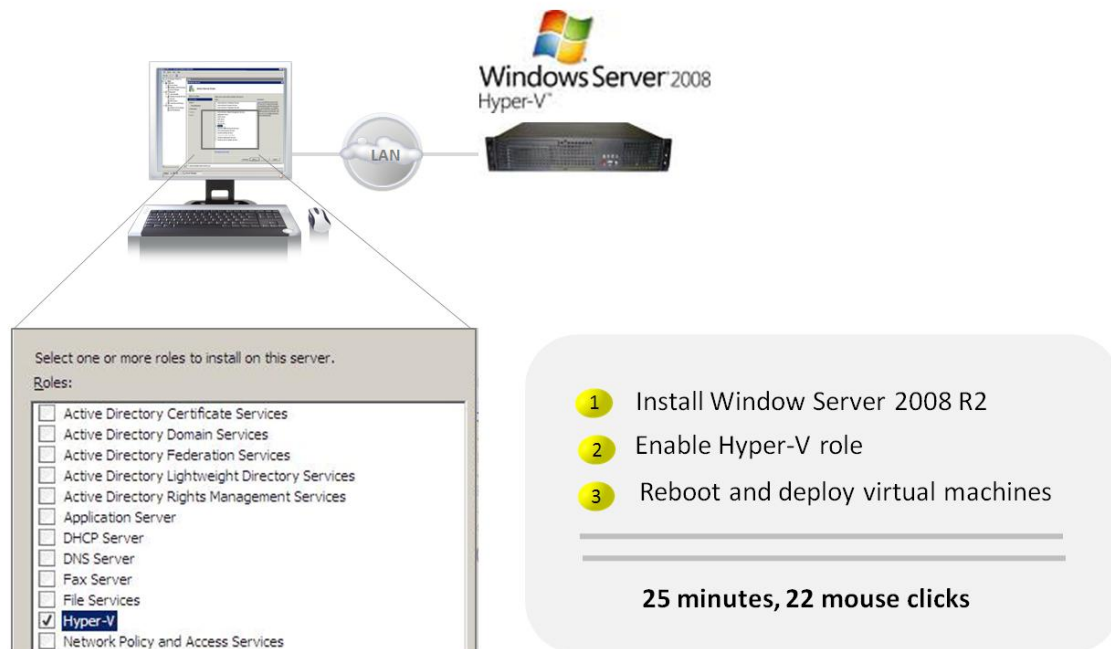 Windows Server 2008
Hyper-V
LAN
Select one or more roles to install on this server.
Roles:
Active Directory Certificate Services
Active Directory Domain Services
Active Directory Federation Services
Active Directory Lightweight Directory Services
Active Directory Rights Management Services
Application Server
DHCP Server
DNS Server
Fax Server
File Services
Hyper-V
Network Policy and Access Services
1 Install Window Server 2008 R2
2 Enable Hyper-V role
3 Reboot and deploy virtual machines
25 minutes, 22 mouse clicks